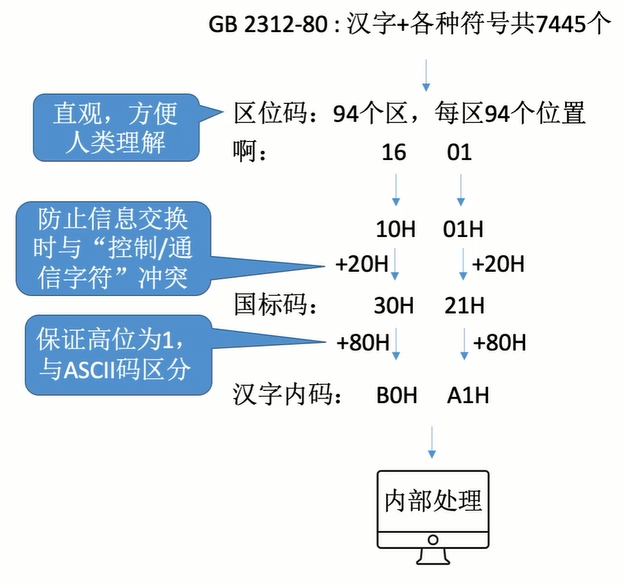 GB 2312-80 : 汉字+各种符号共7445个
直观，方便
人类理解
区位码：94个区，每区94个位置
啊： 16 01
10H 01H
防止信息交换
时与“控制/通
信字符”冲突
+20H +20H
国标码： 30H 21H
保证高位为1，
与ASCII码区分
+80H +80H
汉字内码： B0H A1H
内部处理